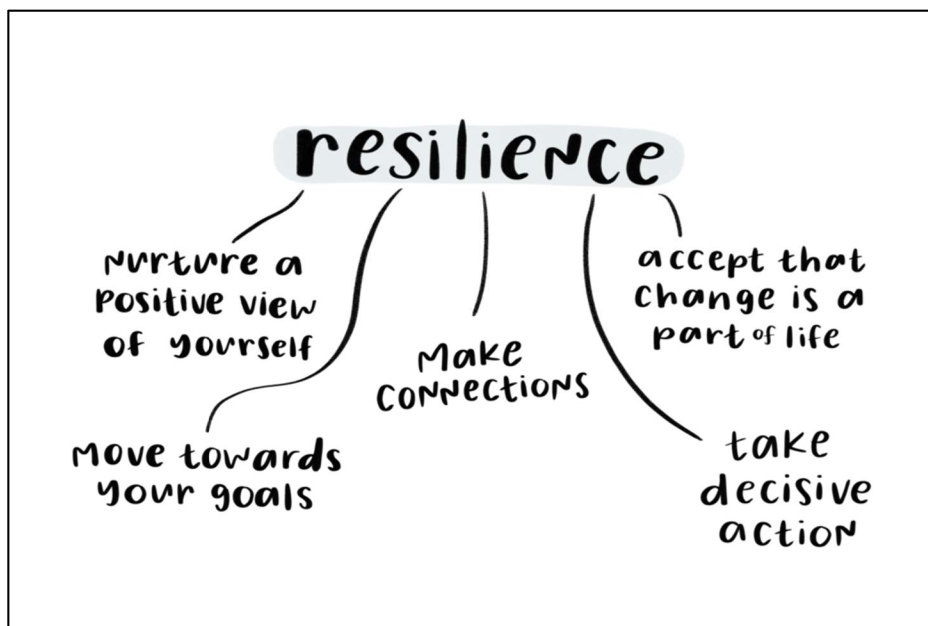 resilience
nurture a
positive view
of yourself
move towards
your goals
make
connections
take
decisive
action
accept that
change is a
part of life